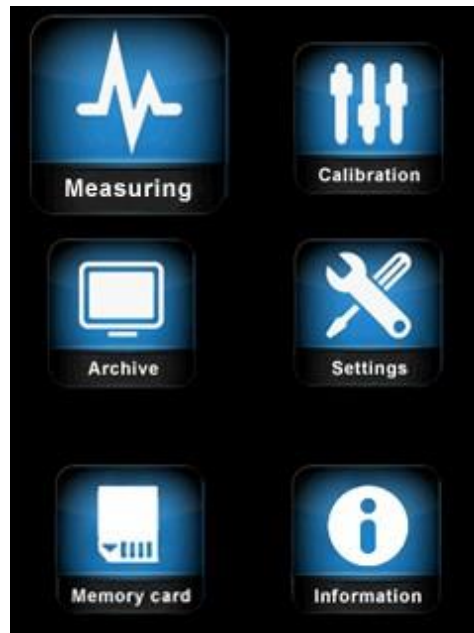 Measuring
Calibration
Archive
Settings
Memory card
Information